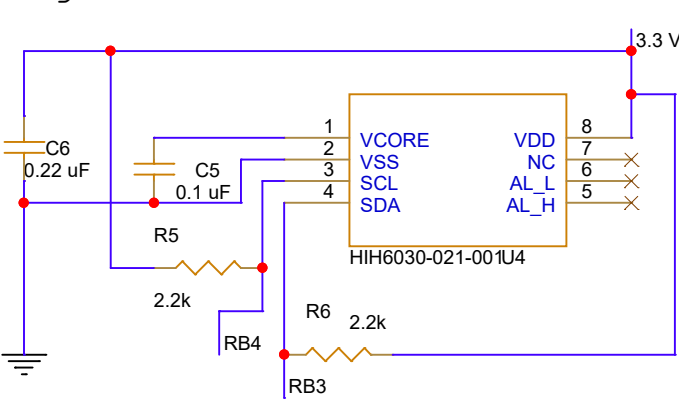 3.3 V
1
VCORE
VDD
8
2
VSS
NC
7
3
SCL
AL_L
6
4
SDA
AL_H
5
C6
0.22 uF
C5
0.1 uF
R5
2.2k
HIH6030-021-001U4
R6
2.2k
RB4
RB3